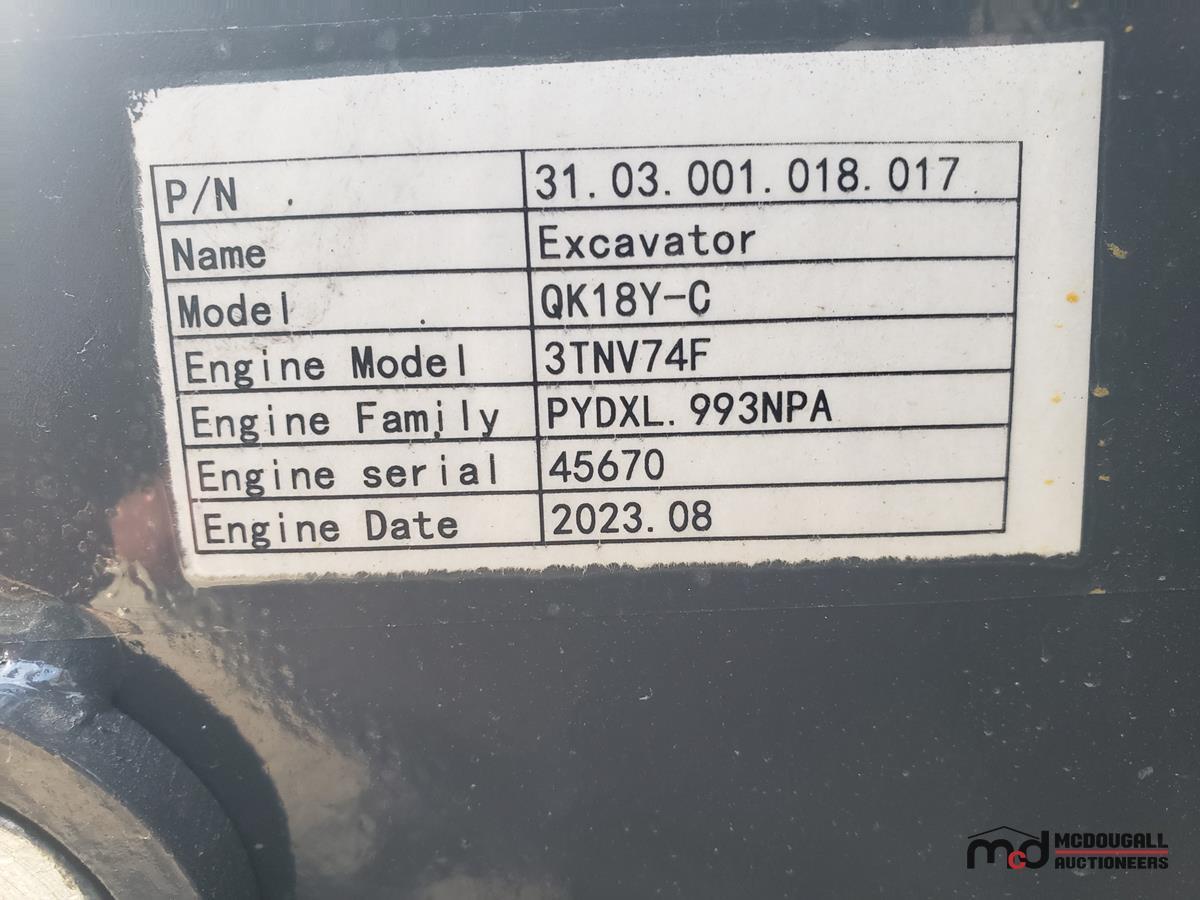 P/N 31.03.001.018.017
Name Excavator
Model QK18Y-C
Engine Model 3TNV74F
Engine Family PYDXL.993NPA
Engine serial 45670
Engine Date 2023.08
mcd MCDOUGALL
AUCTIONEERS